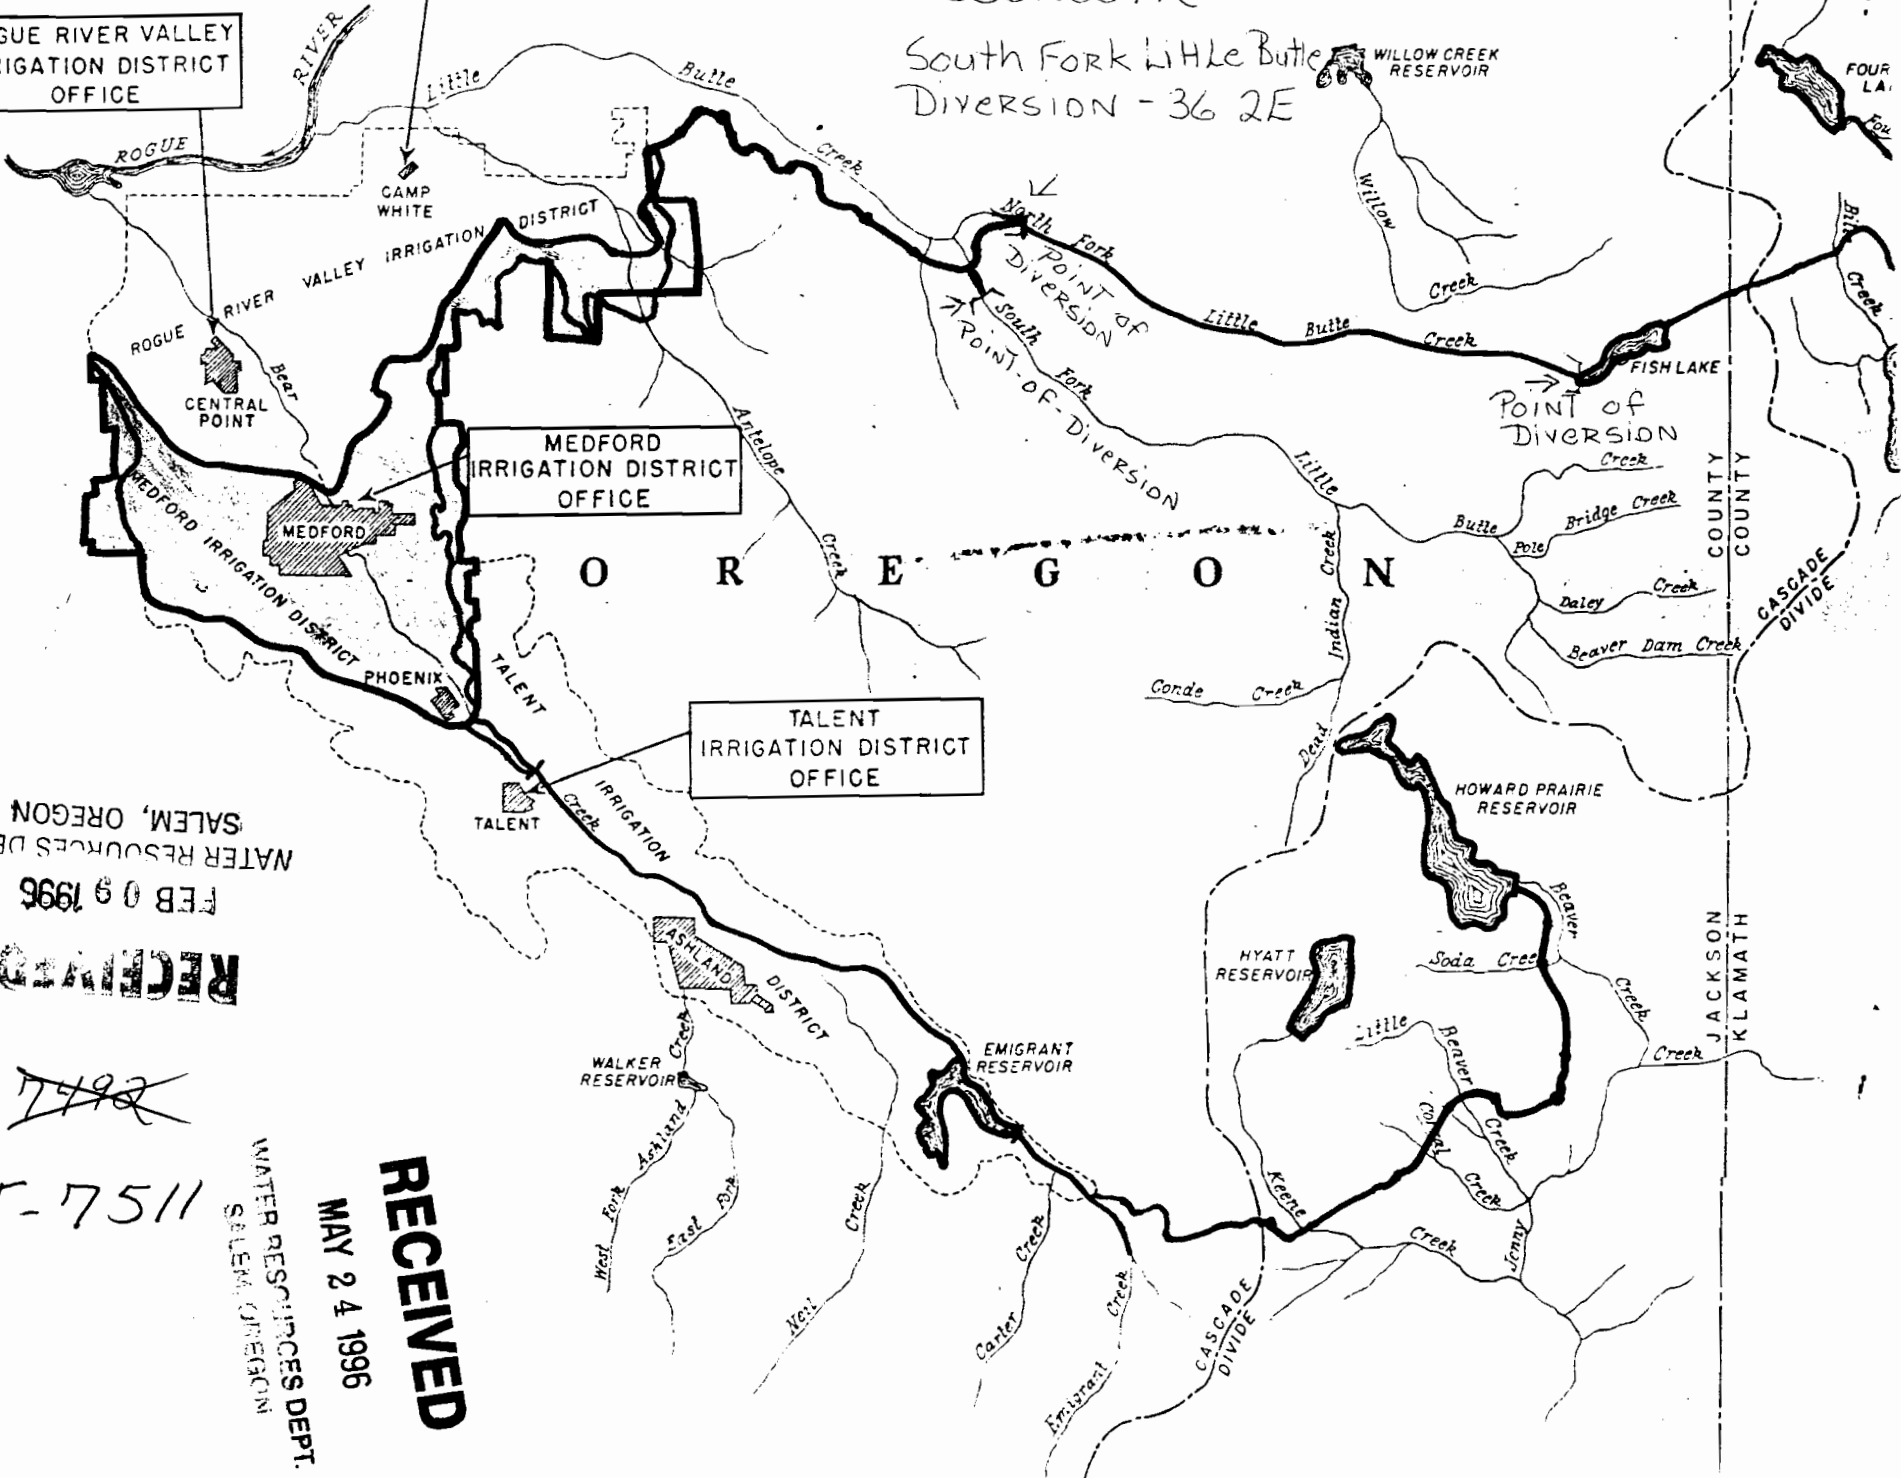 RIVER
IRRIGATION DISTRICT
OFFICE
RIVER
ROGUE
Little
Butte
Creek
South Fork Little Butte
Diversion - 36 2E
WILLOW CREEK
RESERVOIR
Willow
Creek
FOUR
CAMP
WHITE
ROGUE RIVER VALLEY IRRIGATION DISTRICT
North Fork
Little Butte Creek
Point of
Diversion
South Fork
Point-of-Diversion
FISH LAKE
Point of
Diversion
Creek
CENTRAL
POINT
Bear
Antelope
Creek
MEDFORD
IRRIGATION DISTRICT
OFFICE
MEDFORD
MEDFORD IRRIGATION DISTRICT
PHOENIX
OREGON
Little
Butte
Creek
Pole Bridge Creek
Daley Creek
Beaver Dam Creek
Indian Creek
Conde Creek
Dead
COUNTY
COUNTY
CASCADE
DIVIDE
TALENT
IRRIGATION DISTRICT
OFFICE
TALENT IRRIGATION DISTRICT
TALENT
Creek
HOWARD PRAIRIE
RESERVOIR
HYATT
RESERVOIR
Beaver
Creek
Creek
Soda Creek
Little Beaver
Creek
Creek
Keene
Creek
Jenny
JACKSON
KLAMATH
ASHLAND
WALKER
RESERVOIR
EMIGRANT
RESERVOIR
Creek
Ashland
West Fork
East Fork
Neil
Creek
Carter
Creek
Emigrant
Creek
CASCADE
DIVIDE
SALEM, OREGON
FEB 09 1996
RECEIVED
7492
7511
RECEIVED
MAY 24 1996
WATER RESOURCES DEPT.
SALEM, OREGON